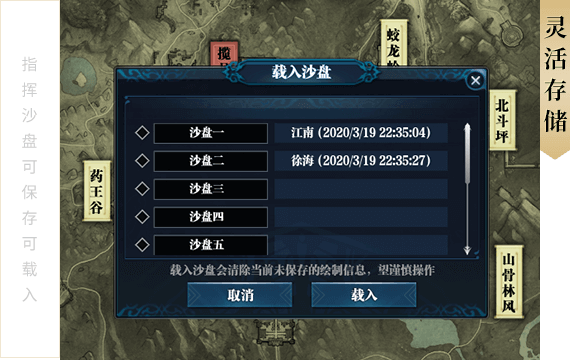 灵活存储
指挥沙盘可保存可载入
蛟龙
北斗坪
药王谷
山骨林风
载入沙盘
沙盘一 江南 (2020/3/19 22:35:04)
沙盘二 徐海 (2020/3/19 22:35:27)
沙盘三
沙盘四
沙盘五
载入沙盘会清除当前未保存的绘制信息，望谨慎操作
取消 载入